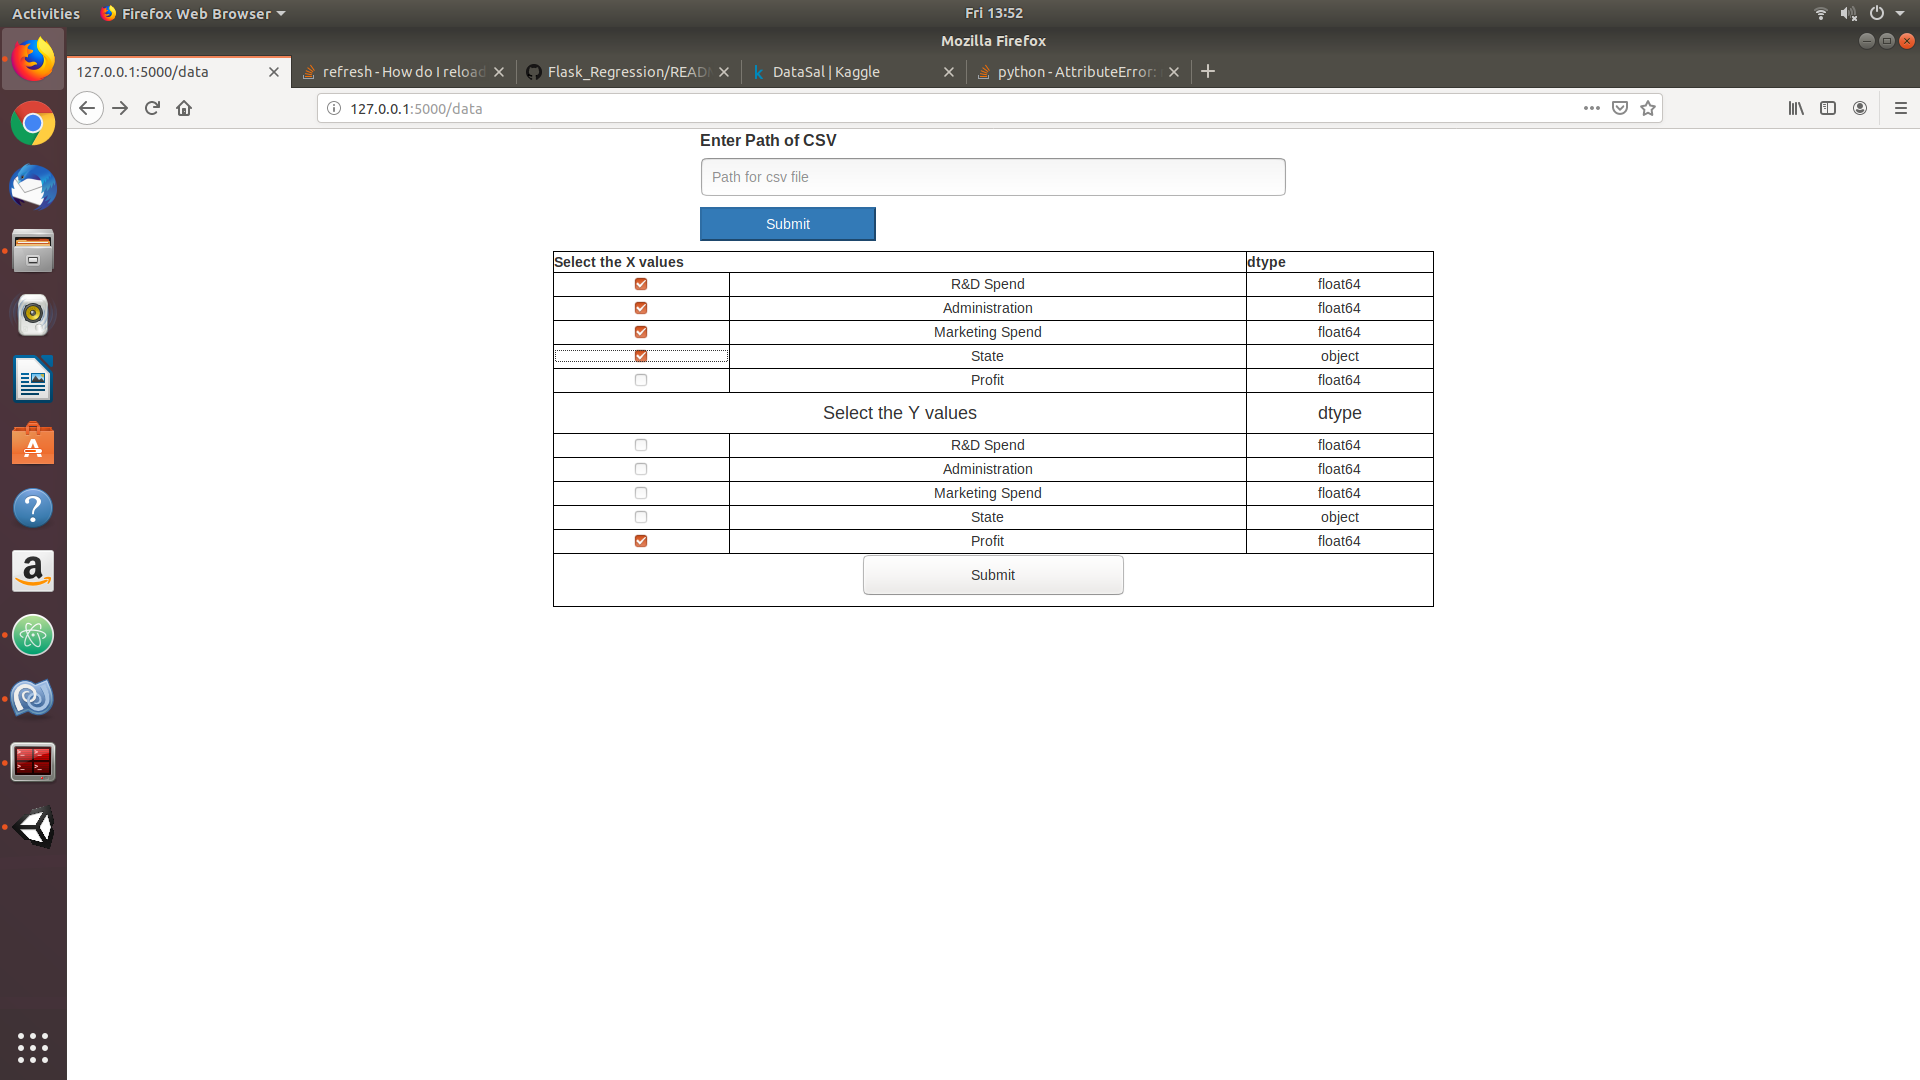 Activities Firefox Web Browser Fri 13:52
Mozilla Firefox
127.0.0.1:5000/data refresh - How do I reload Flask_Regression/READ DataSal | Kaggle python - AttributeError:
127.0.0.1:5000/data
Enter Path of CSV
Path for csv file
Submit
Select the X values dtype
R&D Spend float64
Administration float64
Marketing Spend float64
State object
Profit float64
Select the Y values dtype
R&D Spend float64
Administration float64
Marketing Spend float64
State object
Profit float64
Submit